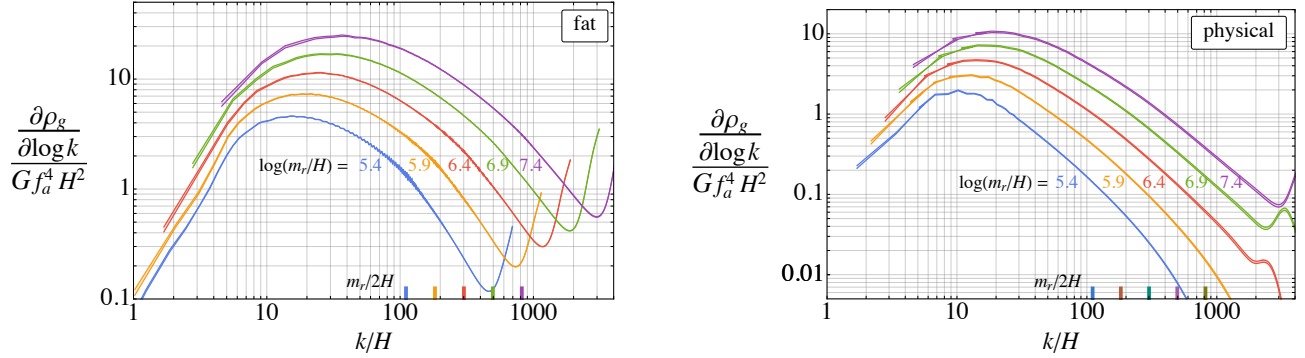 fat
∂ρ_g
∂log k
G f_a^4 H^2
10
1
0.1
log(m_r/H) = 5.4 5.9 6.4 6.9 7.4
m_r/2H
1 10 100 1000
k/H
physical
∂ρ_g
∂log k
G f_a^4 H^2
10
1
0.1
0.01
log(m_r/H) = 5.4 5.9 6.4 6.9 7.4
m_r/2H
1 10 100 1000
k/H